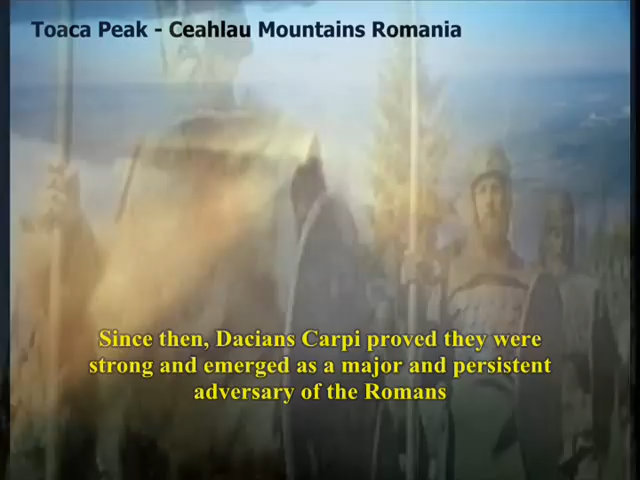 Toaca Peak - Ceahlau Mountains Romania
Since then, Dacians Carpi proved they were
strong and emerged as a major and persistent
adversary of the Romans